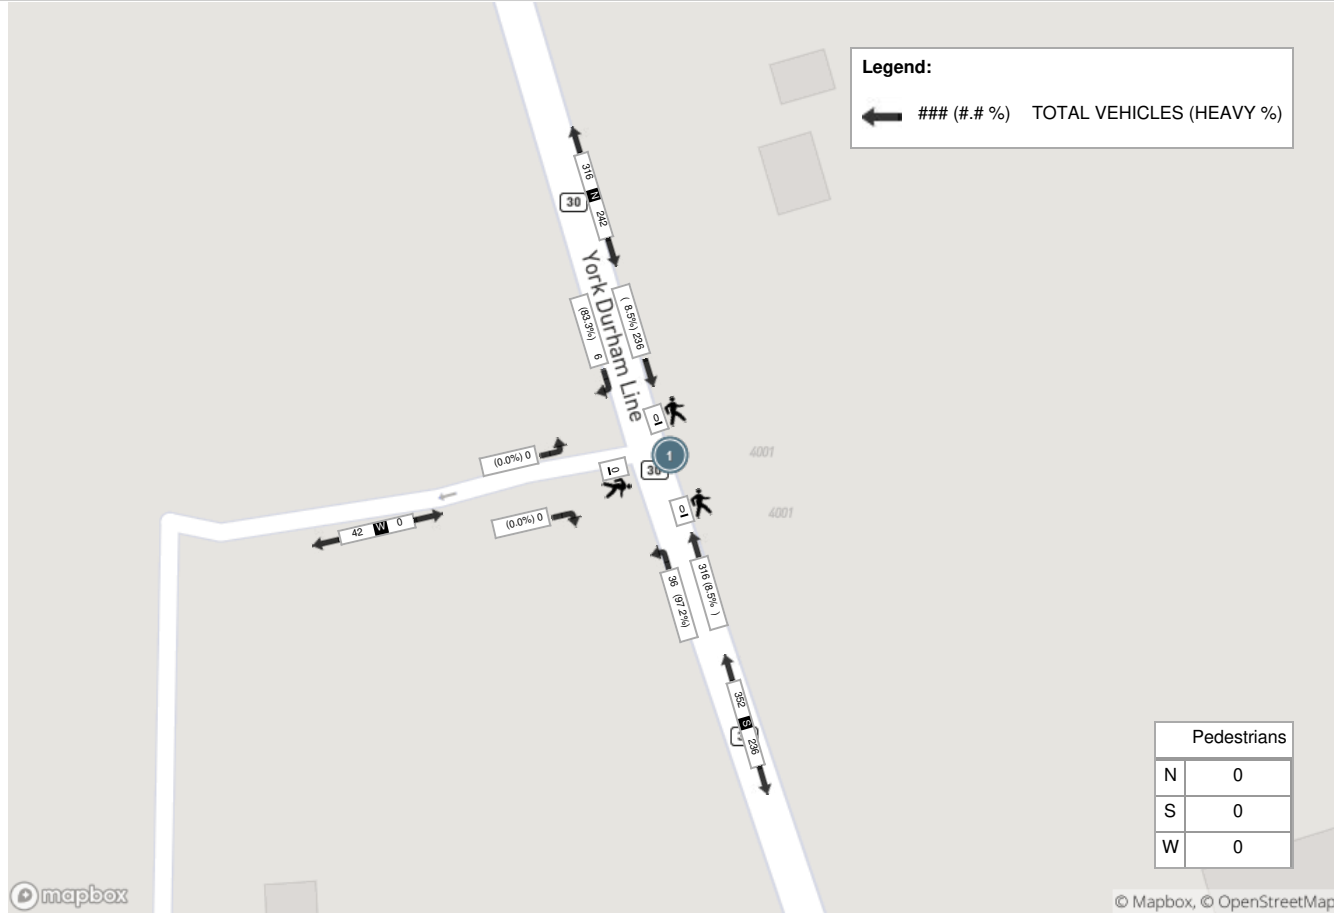 Legend:
### (#.# %) TOTAL VEHICLES (HEAVY %)
316 N 242
30
York Durham Line
(83.3%) 6
( 8.5%) 236
0
(0.0%) 0
0
1
30
4001
42 W 0
(0.0%) 0
0
4001
36 (97.2%)
316 (8.5% )
352 S 236
Pedestrians
N 0
S 0
W 0
mapbox
© Mapbox, © OpenStreetMap